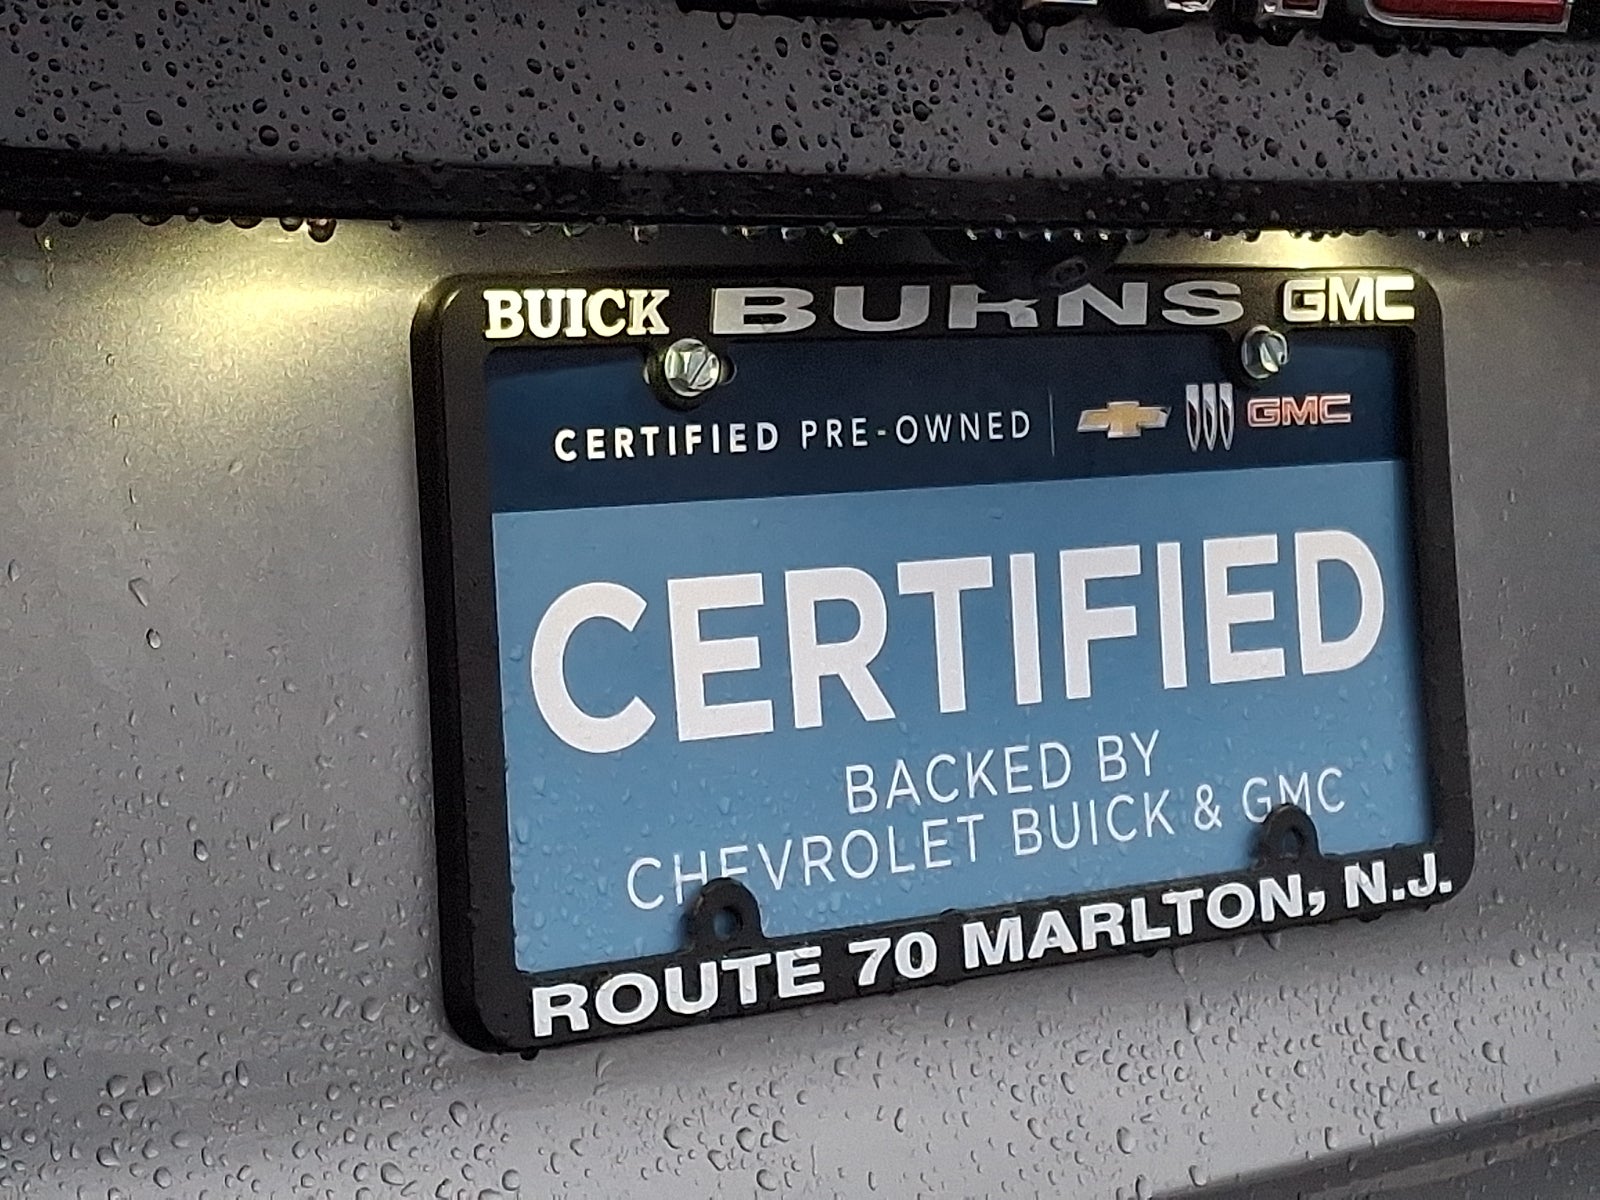 BUICK BURNS GMC
CERTIFIED PRE-OWNED GMC
CERTIFIED
BACKED BY
CHEVROLET BUICK & GMC
ROUTE 70 MARLTON, N.J.